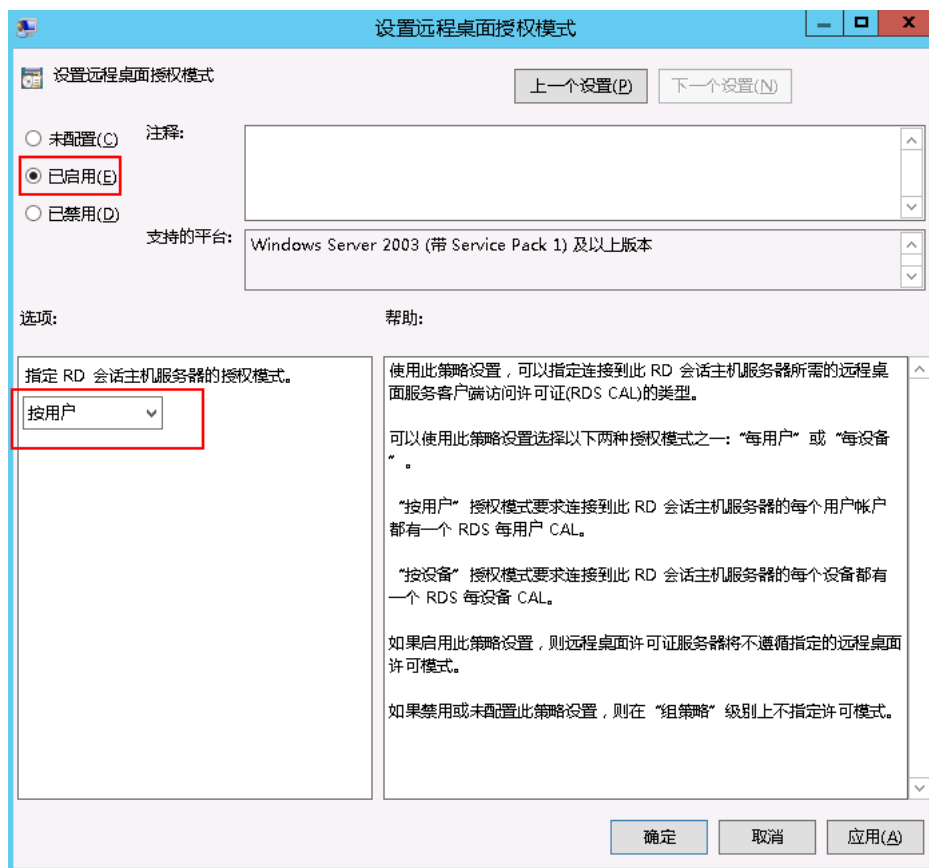 设置远程桌面授权模式
设置远程桌面授权模式
上一个设置(P)
下一个设置(N)
未配置(C)
注释:
已启用(E)
已禁用(D)
支持的平台:
Windows Server 2003 (带 Service Pack 1) 及以上版本
选项:
帮助:
指定 RD 会话主机服务器的授权模式。
按用户
使用此策略设置，可以指定连接到此 RD 会话主机服务器所需的远程桌
面服务客户端访问许可证(RDS CAL)的类型。
可以使用此策略设置选择以下两种授权模式之一: “每用户” 或 “每设备
”。
“按用户” 授权模式要求连接到此 RD 会话主机服务器的每个用户帐户
都有一个 RDS 每用户 CAL。
“按设备” 授权模式要求连接到此 RD 会话主机服务器的每个设备都有
一个 RDS 每设备 CAL。
如果启用此策略设置，则远程桌面许可证服务器将不遵循指定的远程桌面
许可模式。
如果禁用或未配置此策略设置，则在 “组策略” 级别上不指定许可模式。
确定
取消
应用(A)